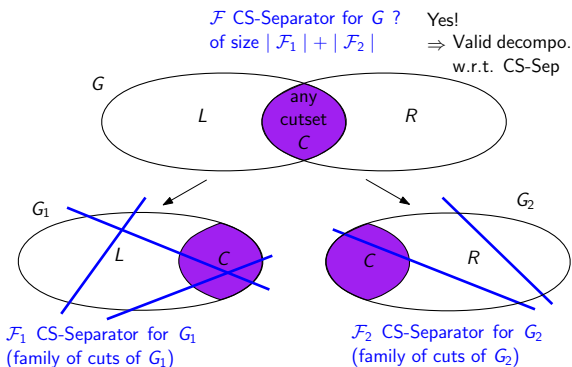 𝓕 CS-Separator for G ?
of size | 𝓕₁ | + | 𝓕₂ |
Yes!
⇒ Valid decompo.
w.r.t. CS-Sep
G
L
any
cutset
C
R
G₁
L
C
G₂
C
R
𝓕₁ CS-Separator for G₁
(family of cuts of G₁)
𝓕₂ CS-Separator for G₂
(family of cuts of G₂)